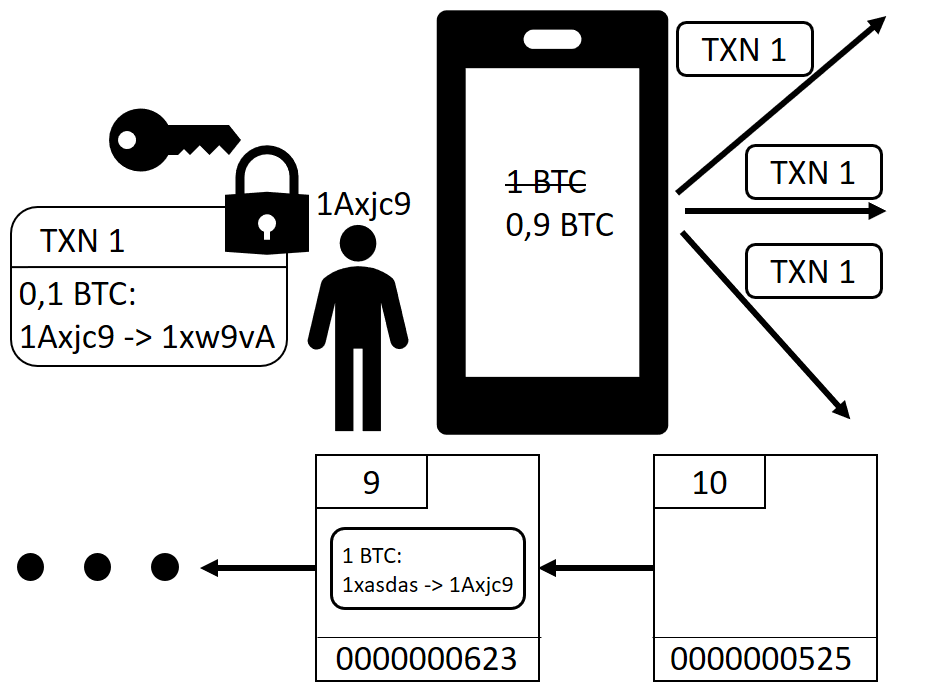 TXN 1
1 BTC
0,9 BTC
TXN 1
TXN 1
1Axjc9
TXN 1
0,1 BTC:
1Axjc9 -> 1xw9vA
9
1 BTC:
1xasdas -> 1Axjc9
0000000623
10
0000000525